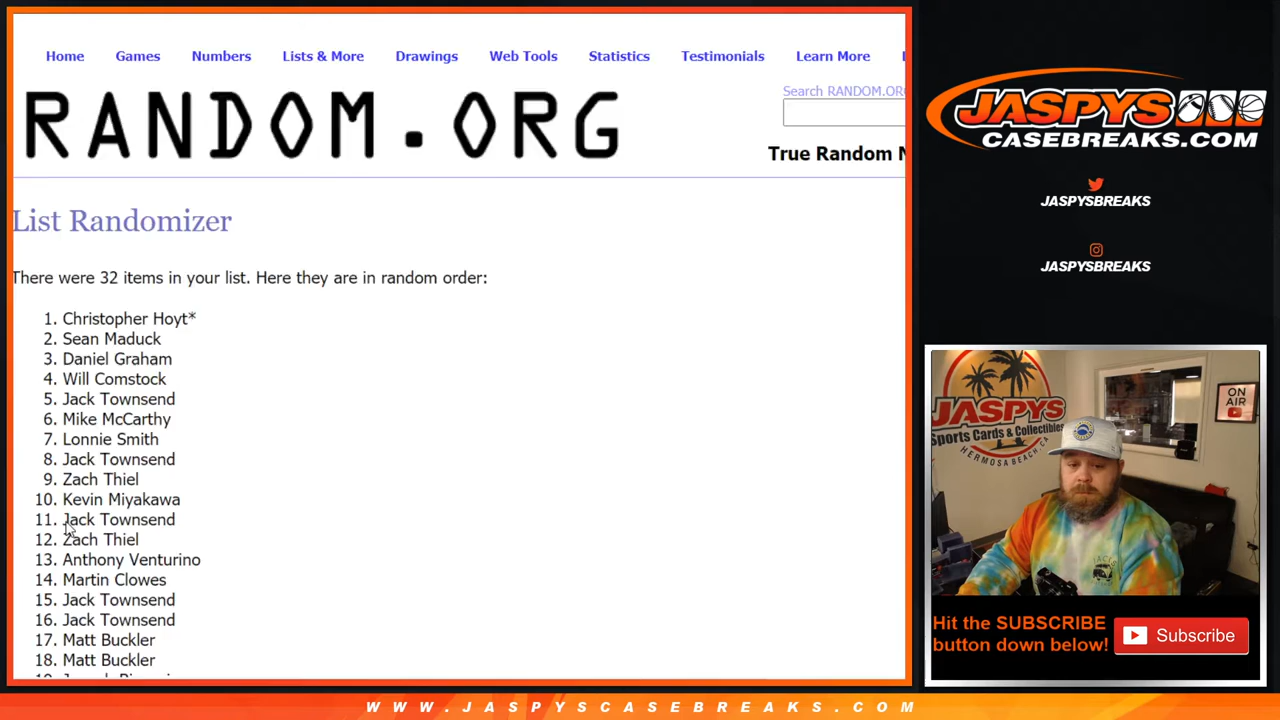 Home Games Numbers Lists & More Drawings Web Tools Statistics Testimonials Learn More
Search RANDOM.ORG
RANDOM.ORG
True Random
List Randomizer
There were 32 items in your list. Here they are in random order:
1. Christopher Hoyt*
2. Sean Maduck
3. Daniel Graham
4. Will Comstock
5. Jack Townsend
6. Mike McCarthy
7. Lonnie Smith
8. Jack Townsend
9. Zach Thiel
10. Kevin Miyakawa
11. Jack Townsend
12. Zach Thiel
13. Anthony Venturino
14. Martin Clowes
15. Jack Townsend
16. Jack Townsend
17. Matt Buckler
18. Matt Buckler
JASPYS
CASEBREAKS.COM
JASPYSBREAKS
JASPYSBREAKS
JASPYS
Sports Cards & Collectibles
HERMOSA BEACH, CA
ON
AIR
Hit the SUBSCRIBE
button down below!
Subscribe
WWW.JASPYSCASEBREAKS.COM